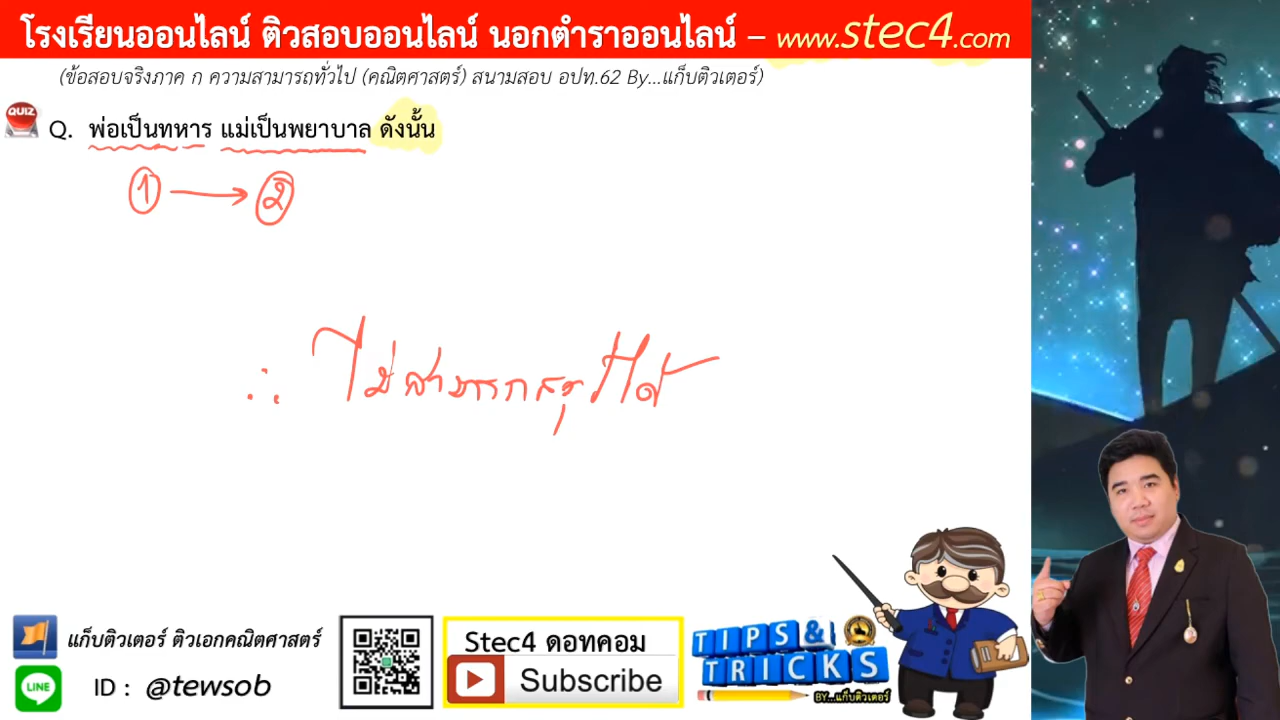 โรงเรียนออนไลน์ ติวสอบออนไลน์ นอกตำราออนไลน์ – www.stec4.com
(ข้อสอบจริงภาค ก ความสามารถทั่วไป (คณิตศาสตร์) สนามสอบ อปท.62 By...แก็บติวเตอร์)
QUIZ Q. พ่อเป็นทหาร แม่เป็นพยาบาล ดังนั้น
1 → 2
∴ ไม่สามารถสรุปได้
แก็บติวเตอร์ ติวเอกคณิตศาสตร์
LINE ID : @tewsob
Stec4 ดอทคอม
Subscribe
TIPS &
TRICKS
BY...แก็บติวเตอร์